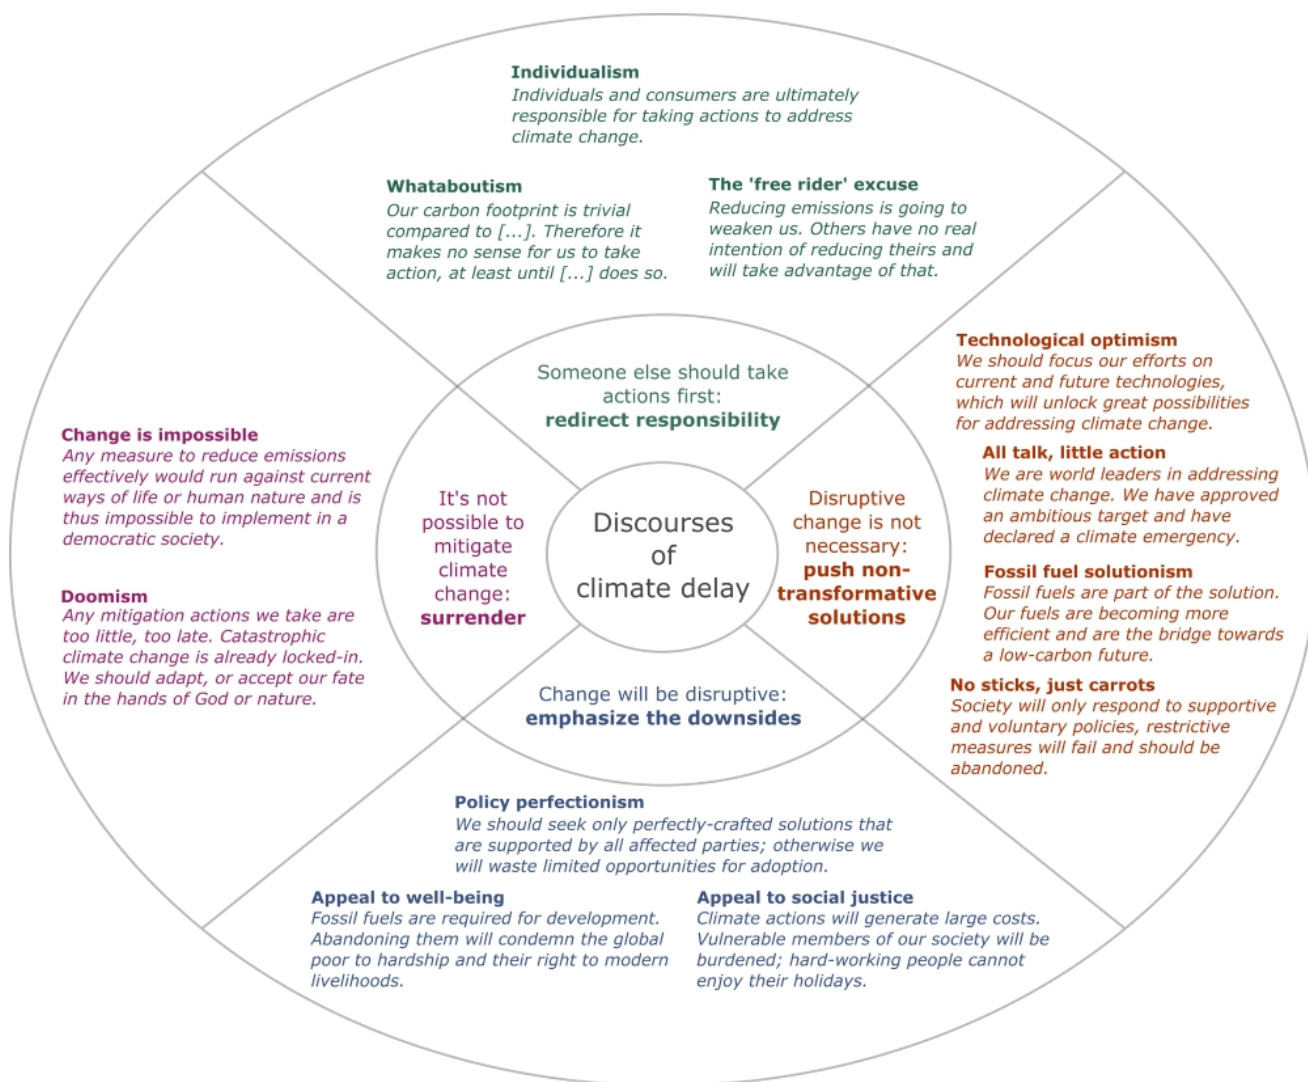 Individualism
Individuals and consumers are ultimately
responsible for taking actions to address
climate change.
Whataboutism
Our carbon footprint is trivial
compared to [...]. Therefore it
makes no sense for us to take
action, at least until [...] does so.
The 'free rider' excuse
Reducing emissions is going to
weaken us. Others have no real
intention of reducing theirs and
will take advantage of that.
Someone else should take
actions first:
redirect responsibility
Technological optimism
We should focus our efforts on
current and future technologies,
which will unlock great possibilities
for addressing climate change.
All talk, little action
We are world leaders in addressing
climate change. We have approved
an ambitious target and have
declared a climate emergency.
Fossil fuel solutionism
Fossil fuels are part of the solution.
Our fuels are becoming more
efficient and are the bridge towards
a low-carbon future.
No sticks, just carrots
Society will only respond to supportive
and voluntary policies, restrictive
measures will fail and should be
abandoned.
Disruptive
change is not
necessary:
push non-
transformative
solutions
Discourses
of
climate delay
It's not
possible to
mitigate
climate
change:
surrender
Change is impossible
Any measure to reduce emissions
effectively would run against current
ways of life or human nature and is
thus impossible to implement in a
democratic society.
Doomism
Any mitigation actions we take are
too little, too late. Catastrophic
climate change is already locked-in.
We should adapt, or accept our fate
in the hands of God or nature.
Change will be disruptive:
emphasize the downsides
Policy perfectionism
We should seek only perfectly-crafted solutions that
are supported by all affected parties; otherwise we
will waste limited opportunities for adoption.
Appeal to well-being
Fossil fuels are required for development.
Abandoning them will condemn the global
poor to hardship and their right to modern
livelihoods.
Appeal to social justice
Climate actions will generate large costs.
Vulnerable members of our society will be
burdened; hard-working people cannot
enjoy their holidays.